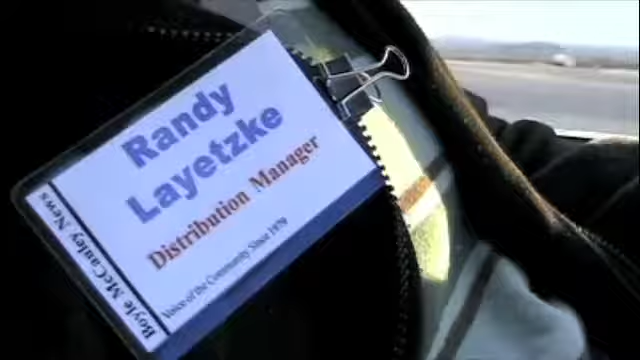 Randy
Layetzke
Distribution Manager
Voice of the Community Since 1979
Boyle McCauley News